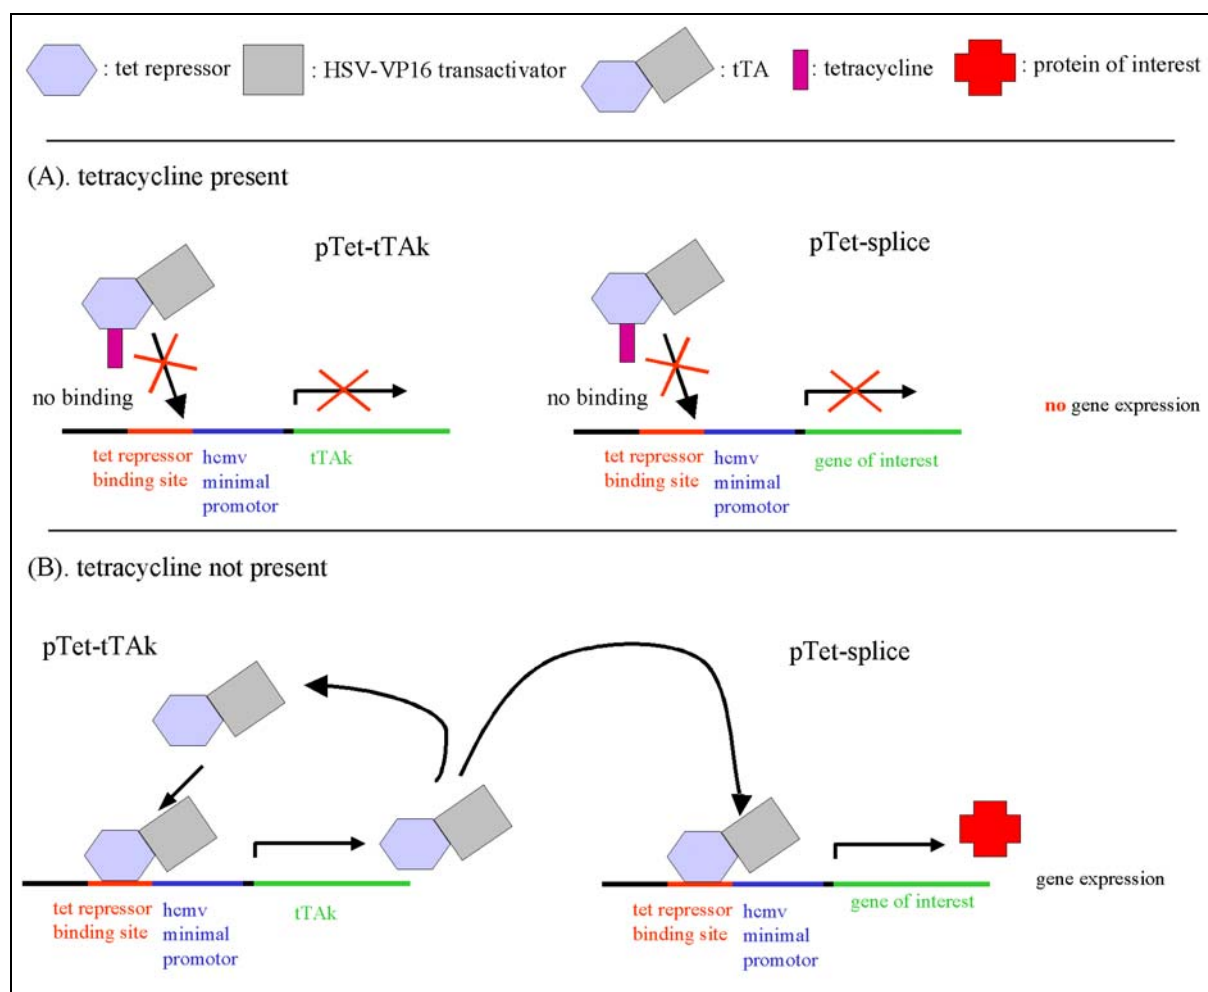 : tet repressor : HSV-VP16 transactivator : tTA : tetracycline : protein of interest
(A). tetracycline present
pTet-tTAk pTet-splice
no binding no binding
no gene expression
tet repressor hcmv tTAk tet repressor hcmv gene of interest
binding site minimal binding site minimal
promotor promotor
(B). tetracycline not present
pTet-tTAk pTet-splice
gene expression
tet repressor hcmv tTAk tet repressor hcmv gene of interest
binding site minimal binding site minimal
promotor promotor